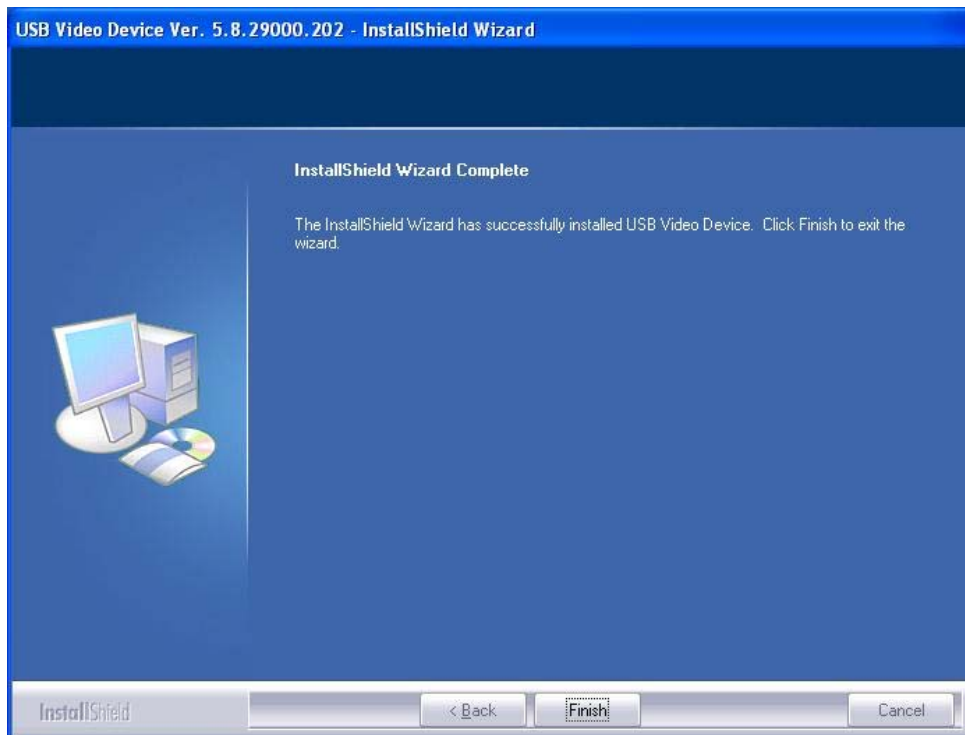 USB Video Device Ver. 5.8.29000.202 - InstallShield Wizard
InstallShield Wizard Complete
The InstallShield Wizard has successfully installed USB Video Device. Click Finish to exit the
wizard.
InstallShield
< Back
Finish
Cancel